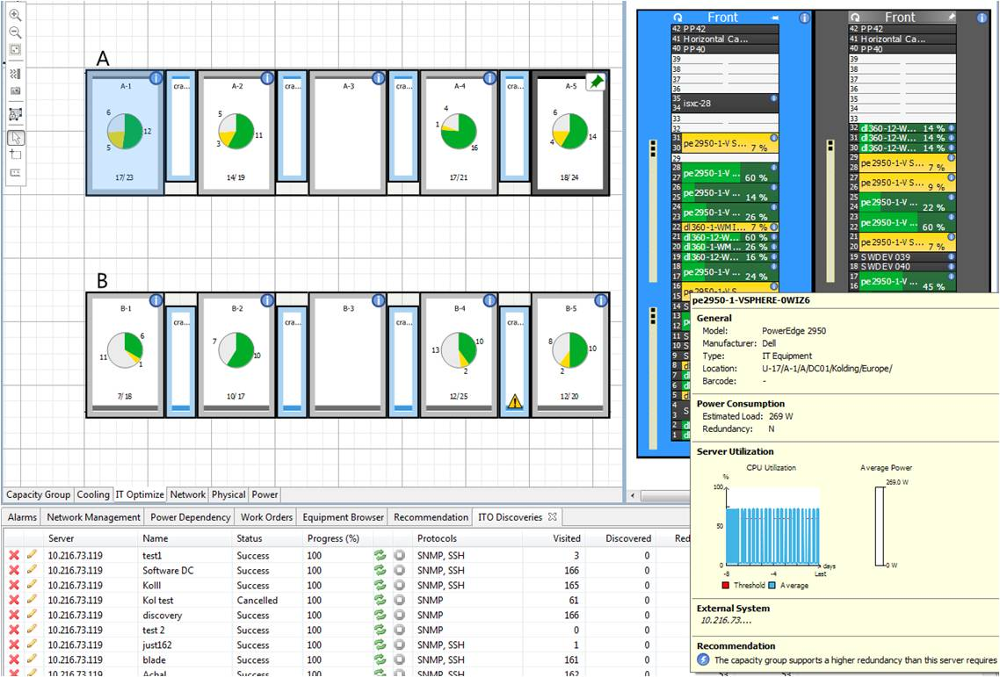 A
A-1
cra...
A-2
cra...
A-3
cra...
A-4
cra...
A-5
6
12
5
17/23
5
11
3
14/19
4
1
16
17/21
6
14
4
18/24
B
B-1
cra...
B-2
cra...
B-3
cra...
B-4
cra...
B-5
6
11
1
7/18
7
10
10/17
10
13
2
12/25
8
10
2
12/20
Capacity Group Cooling IT Optimize Network Physical Power
Front
42 PP42
41 Horizontal Ca...
40 PP40
39
38
37
36
35
34 isxc-28
33
32
31
30 pe2950-1-V S... 7 %
29
28
27 pe2950-1-V ... 60 %
26
25 pe2950-1-V ... 14 %
24
23 pe2950-1-V ... 26 %
22 dl360-1-WM I... 7 %
21 dl360-12-W... 60 %
20 dl360-1-WM ... 26 %
19 dl360-12-W... 16 %
18
17 pe2950-1-V ... 24 %
16
15 pe2950-1-V S...
14 S
13
12 pe
11 S
10 S
9 S
8 dl
7 dl
6 dl
5 dl
4
3 S
2 dl
1 dl
Front
42 PP42
41 Horizontal Ca...
40 PP40
39
38
37
36
35
34
33
32 dl360-12-W... 14 %
31 dl360-12-W... 14 %
30 dl360-12-W... 14 %
29
28 pe2950-1-V S... 7 %
27
26 pe2950-1-V S... 9 %
25
24 pe2950-1-V ... 22 %
23
22 pe2950-1-V ... 60 %
21
20 pe2950-1-V S... 7 %
19 SWDEV 039
18 SWDEV 040
17
16 pe2950-1-V ... 45 %
pe2950-1-VSPHERE-0WIZ6
General
Model: PowerEdge 2950
Manufacturer: Dell
Type: IT Equipment
Location: U-17/A-1/A/DC01/Kolding/Europe/
Barcode: -
Power Consumption
Estimated Load: 269 W
Redundancy: N
Server Utilization
CPU Utilization
%
100
50
0
-8
-4
Last
days
Threshold Average
Average Power
269.0 W
0 W
External System
10.216.73....
Recommendation
The capacity group supports a higher redundancy than this server requires
Alarms Network Management Power Dependency Work Orders Equipment Browser Recommendation ITO Discoveries
Server Name Status Progress (%) Protocols Visited Discovered Red
10.216.73.119 test1 Success 100 SNMP, SSH 3 0
10.216.73.119 Software DC Success 100 SNMP, SSH 166 0
10.216.73.119 KolII Success 100 SNMP, SSH 165 0
10.216.73.119 Kol test Cancelled 100 SNMP 61 0
10.216.73.119 discovery Success 100 SNMP 166 0
10.216.73.119 test 2 Success 100 SNMP 0 0
10.216.73.119 just162 Success 100 SNMP, SSH 1 0
10.216.73.119 blade Success 100 SNMP, SSH 161 0
10.216.73.119 Achal Success 100 SNMP, SSH 162 0 53 53